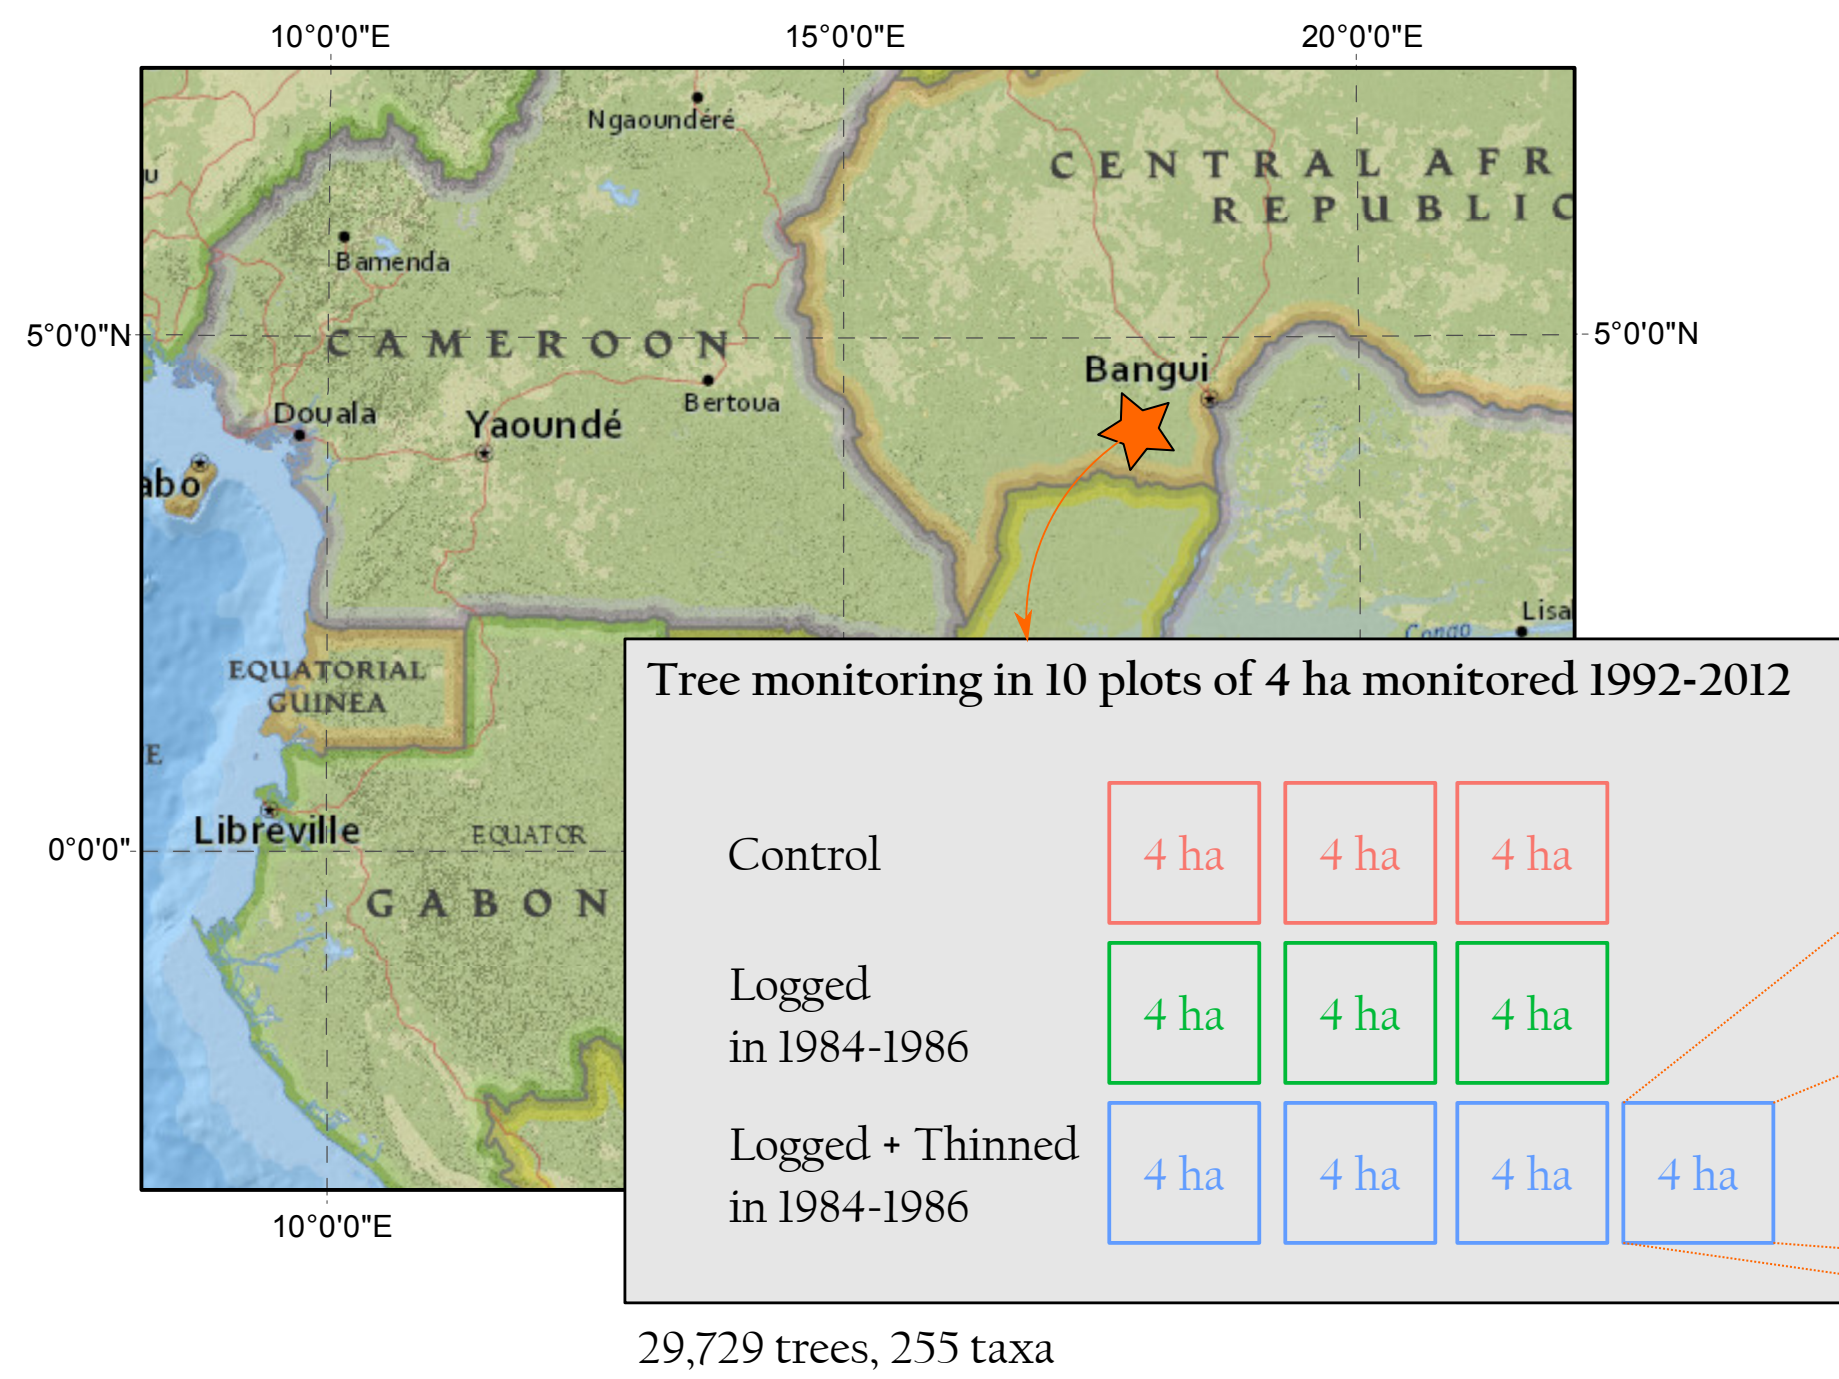 10°0'0"E
15°0'0"E
20°0'0"E
Ngaoundéré
CENTRAL AFR
REPUBLIC
u
Bamenda
5°0'0"N
CAMEROON
5°0'0"N
Bangui
Bertoua
Douala
Yaoundé
abo
Lisa
Congo
EQUATORIAL
GUINEA
E
Libreville
EQUATOR
0°0'0"
GABON
10°0'0"E
Tree monitoring in 10 plots of 4 ha monitored 1992-2012
Control
4 ha 4 ha 4 ha
Logged
in 1984-1986
4 ha 4 ha 4 ha
Logged + Thinned
in 1984-1986
4 ha 4 ha 4 ha 4 ha
29,729 trees, 255 taxa